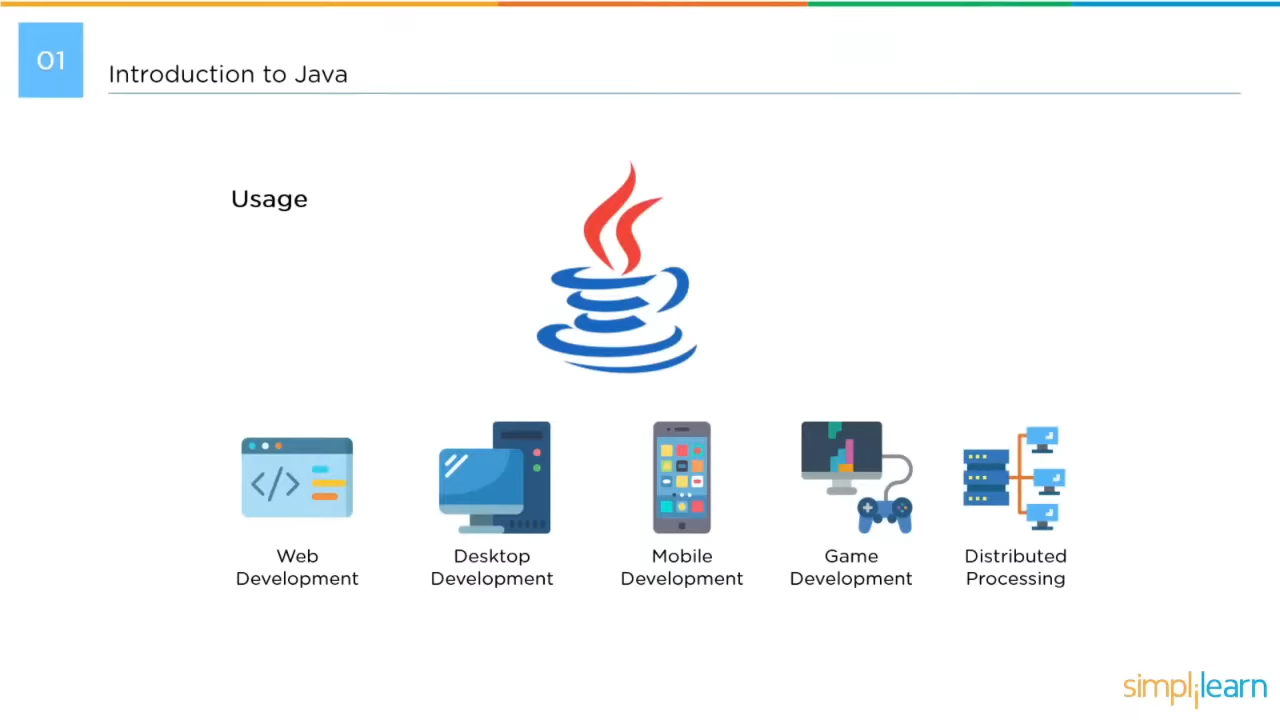 01
Introduction to Java
Usage
</>
Web
Development
Desktop
Development
Mobile
Development
Game
Development
Distributed
Processing
simplilearn